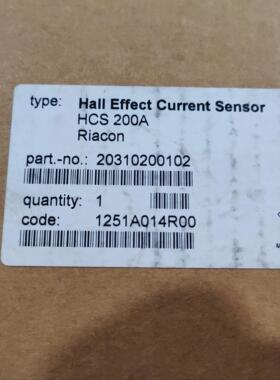 type: Hall Effect Current Sensor
HCS 200A
Riacon
part.-no.: 20310200102
quantity: 1
code: 1251A014R00